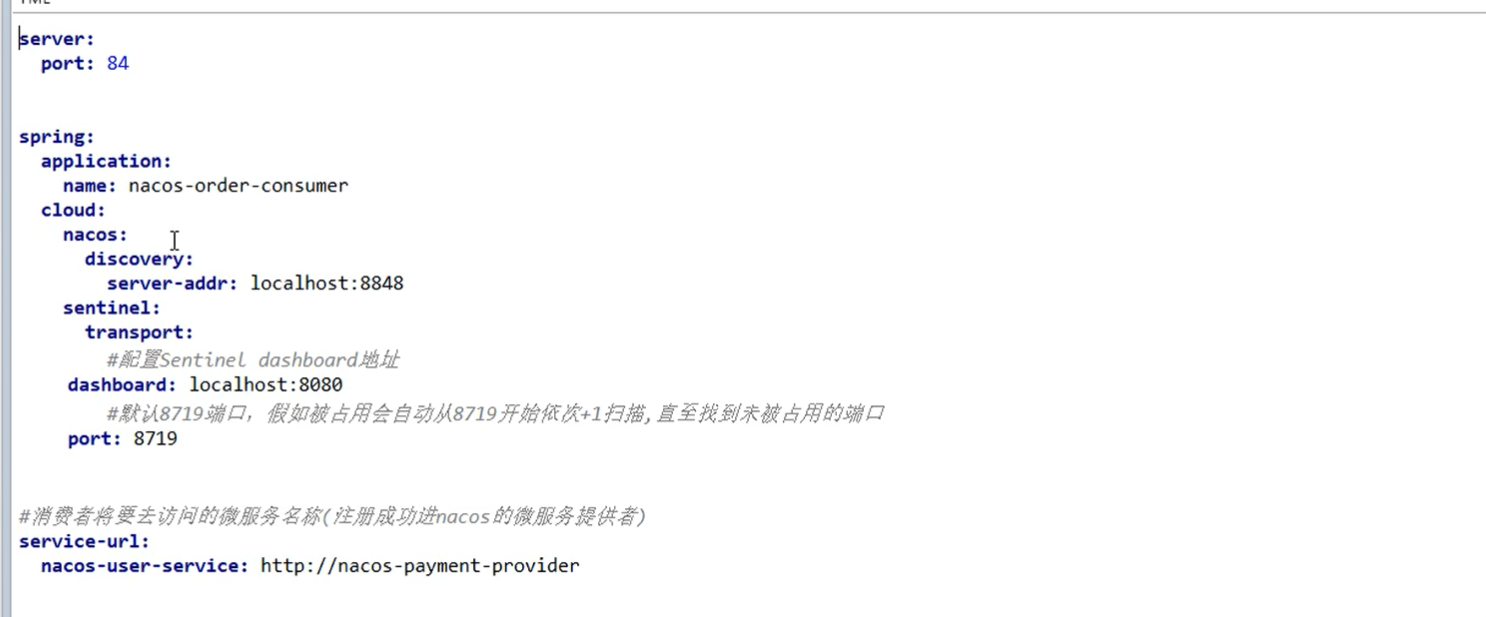 YML
server:
  port: 84
spring:
  application:
    name: nacos-order-consumer
  cloud:
    nacos:
      discovery:
        server-addr: localhost:8848
    sentinel:
      transport:
        #配置Sentinel dashboard地址
    dashboard: localhost:8080
        #默认8719端口，假如被占用会自动从8719开始依次+1扫描,直至找到未被占用的端口
    port: 8719
#消费者将要去访问的微服务名称(注册成功进nacos的微服务提供者)
service-url:
  nacos-user-service: http://nacos-payment-provider